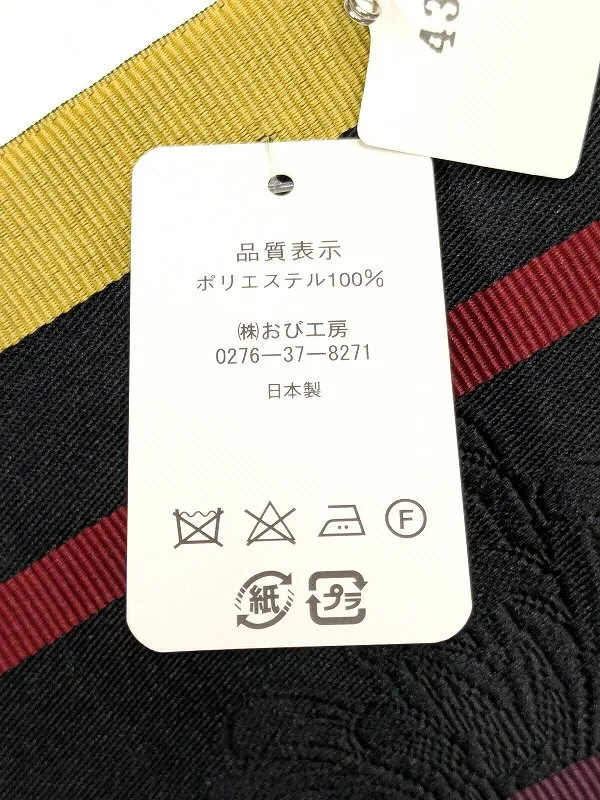 43
品質表示
ポリエステル100%
㈱おび工房
0276-37-8271
日本製
F
紙 プラ